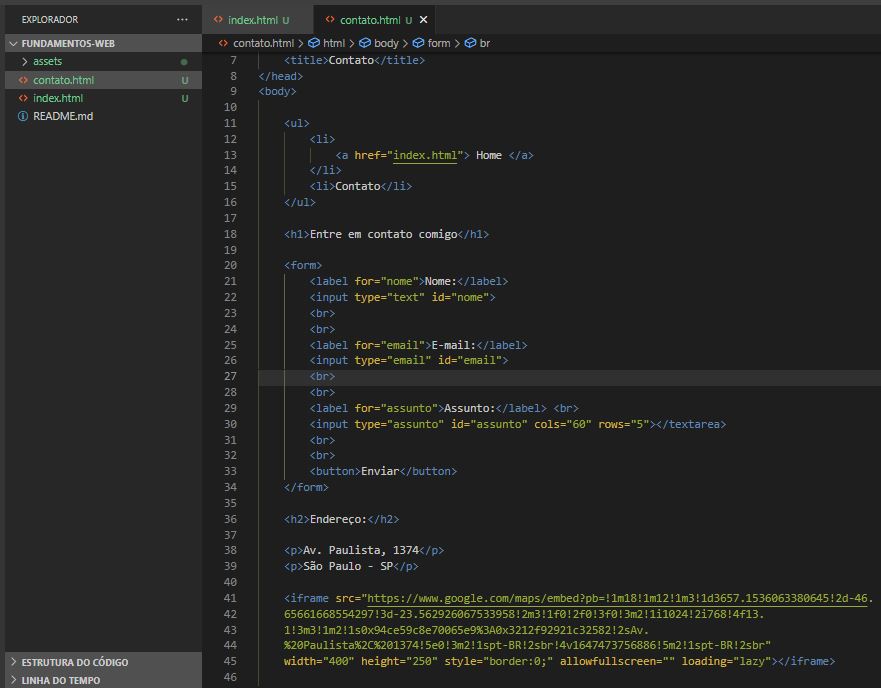 EXPLORADOR ···
index.html U
contato.html U
FUNDAMENTOS-WEB
assets
contato.html U
index.html U
README.md
contato.html > html > body > form > br
7 <title>Contato</title>
8 </head>
9 <body>
10
11 <ul>
12 <li>
13 <a href="index.html"> Home </a>
14 </li>
15 <li>Contato</li>
16 </ul>
17
18 <h1>Entre em contato comigo</h1>
19
20 <form>
21 <label for="nome">Nome:</label>
22 <input type="text" id="nome">
23 <br>
24 <br>
25 <label for="email">E-mail:</label>
26 <input type="email" id="email">
27 <br>
28 <br>
29 <label for="assunto">Assunto:</label> <br>
30 <input type="assunto" id="assunto" cols="60" rows="5"></textarea>
31 <br>
32 <br>
33 <button>Enviar</button>
34 </form>
35
36 <h2>Endereço:</h2>
37
38 <p>Av. Paulista, 1374</p>
39 <p>São Paulo - SP</p>
40
41 <iframe src="https://www.google.com/maps/embed?pb=!1m18!1m12!1m3!1d3657.1536063380645!2d-46.
42 65661668554297!3d-23.562926067533958!2m3!1f0!2f0!3f0!3m2!1i1024!2i768!4f13.
43 1!3m3!1m2!1s0x94ce59c8e70065e9%3A0x3212f92921c32582!2sAv.
44 %20Paulista%2C%201374!5e0!3m2!1spt-BR!2sbr!4v1647473756886!5m2!1spt-BR!2sbr"
45 width="400" height="250" style="border:0;" allowfullscreen="" loading="lazy"></iframe>
46
ESTRUTURA DO CÓDIGO
LINHA DO TEMPO